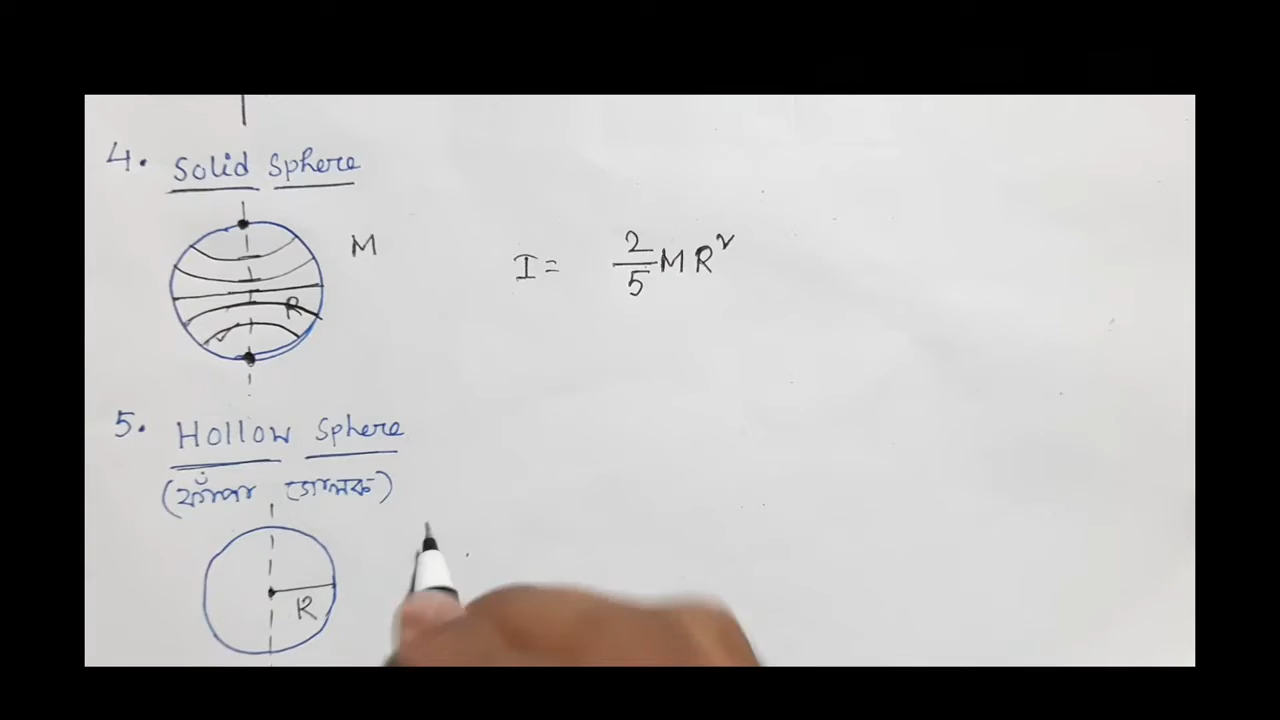 4. Solid Sphere
M
I = 2/5 MR²
R
5. Hollow Sphere
(ফাঁপা গোলক)
R